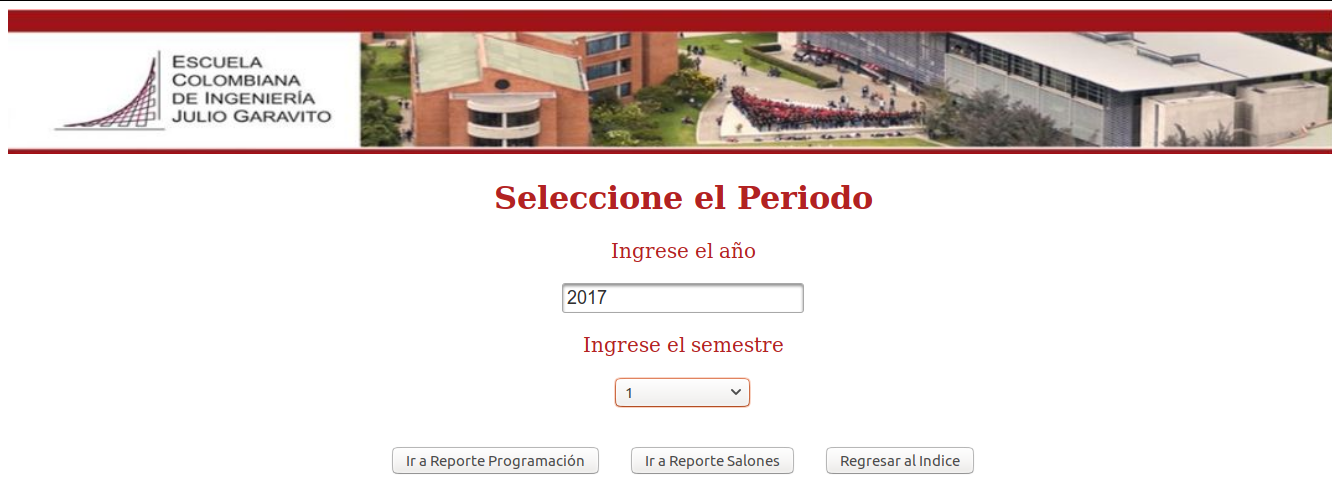 ESCUELA
COLOMBIANA
DE INGENIERÍA
JULIO GARAVITO
Seleccione el Periodo
Ingrese el año
2017
Ingrese el semestre
1
Ir a Reporte Programación Ir a Reporte Salones Regresar al Indice